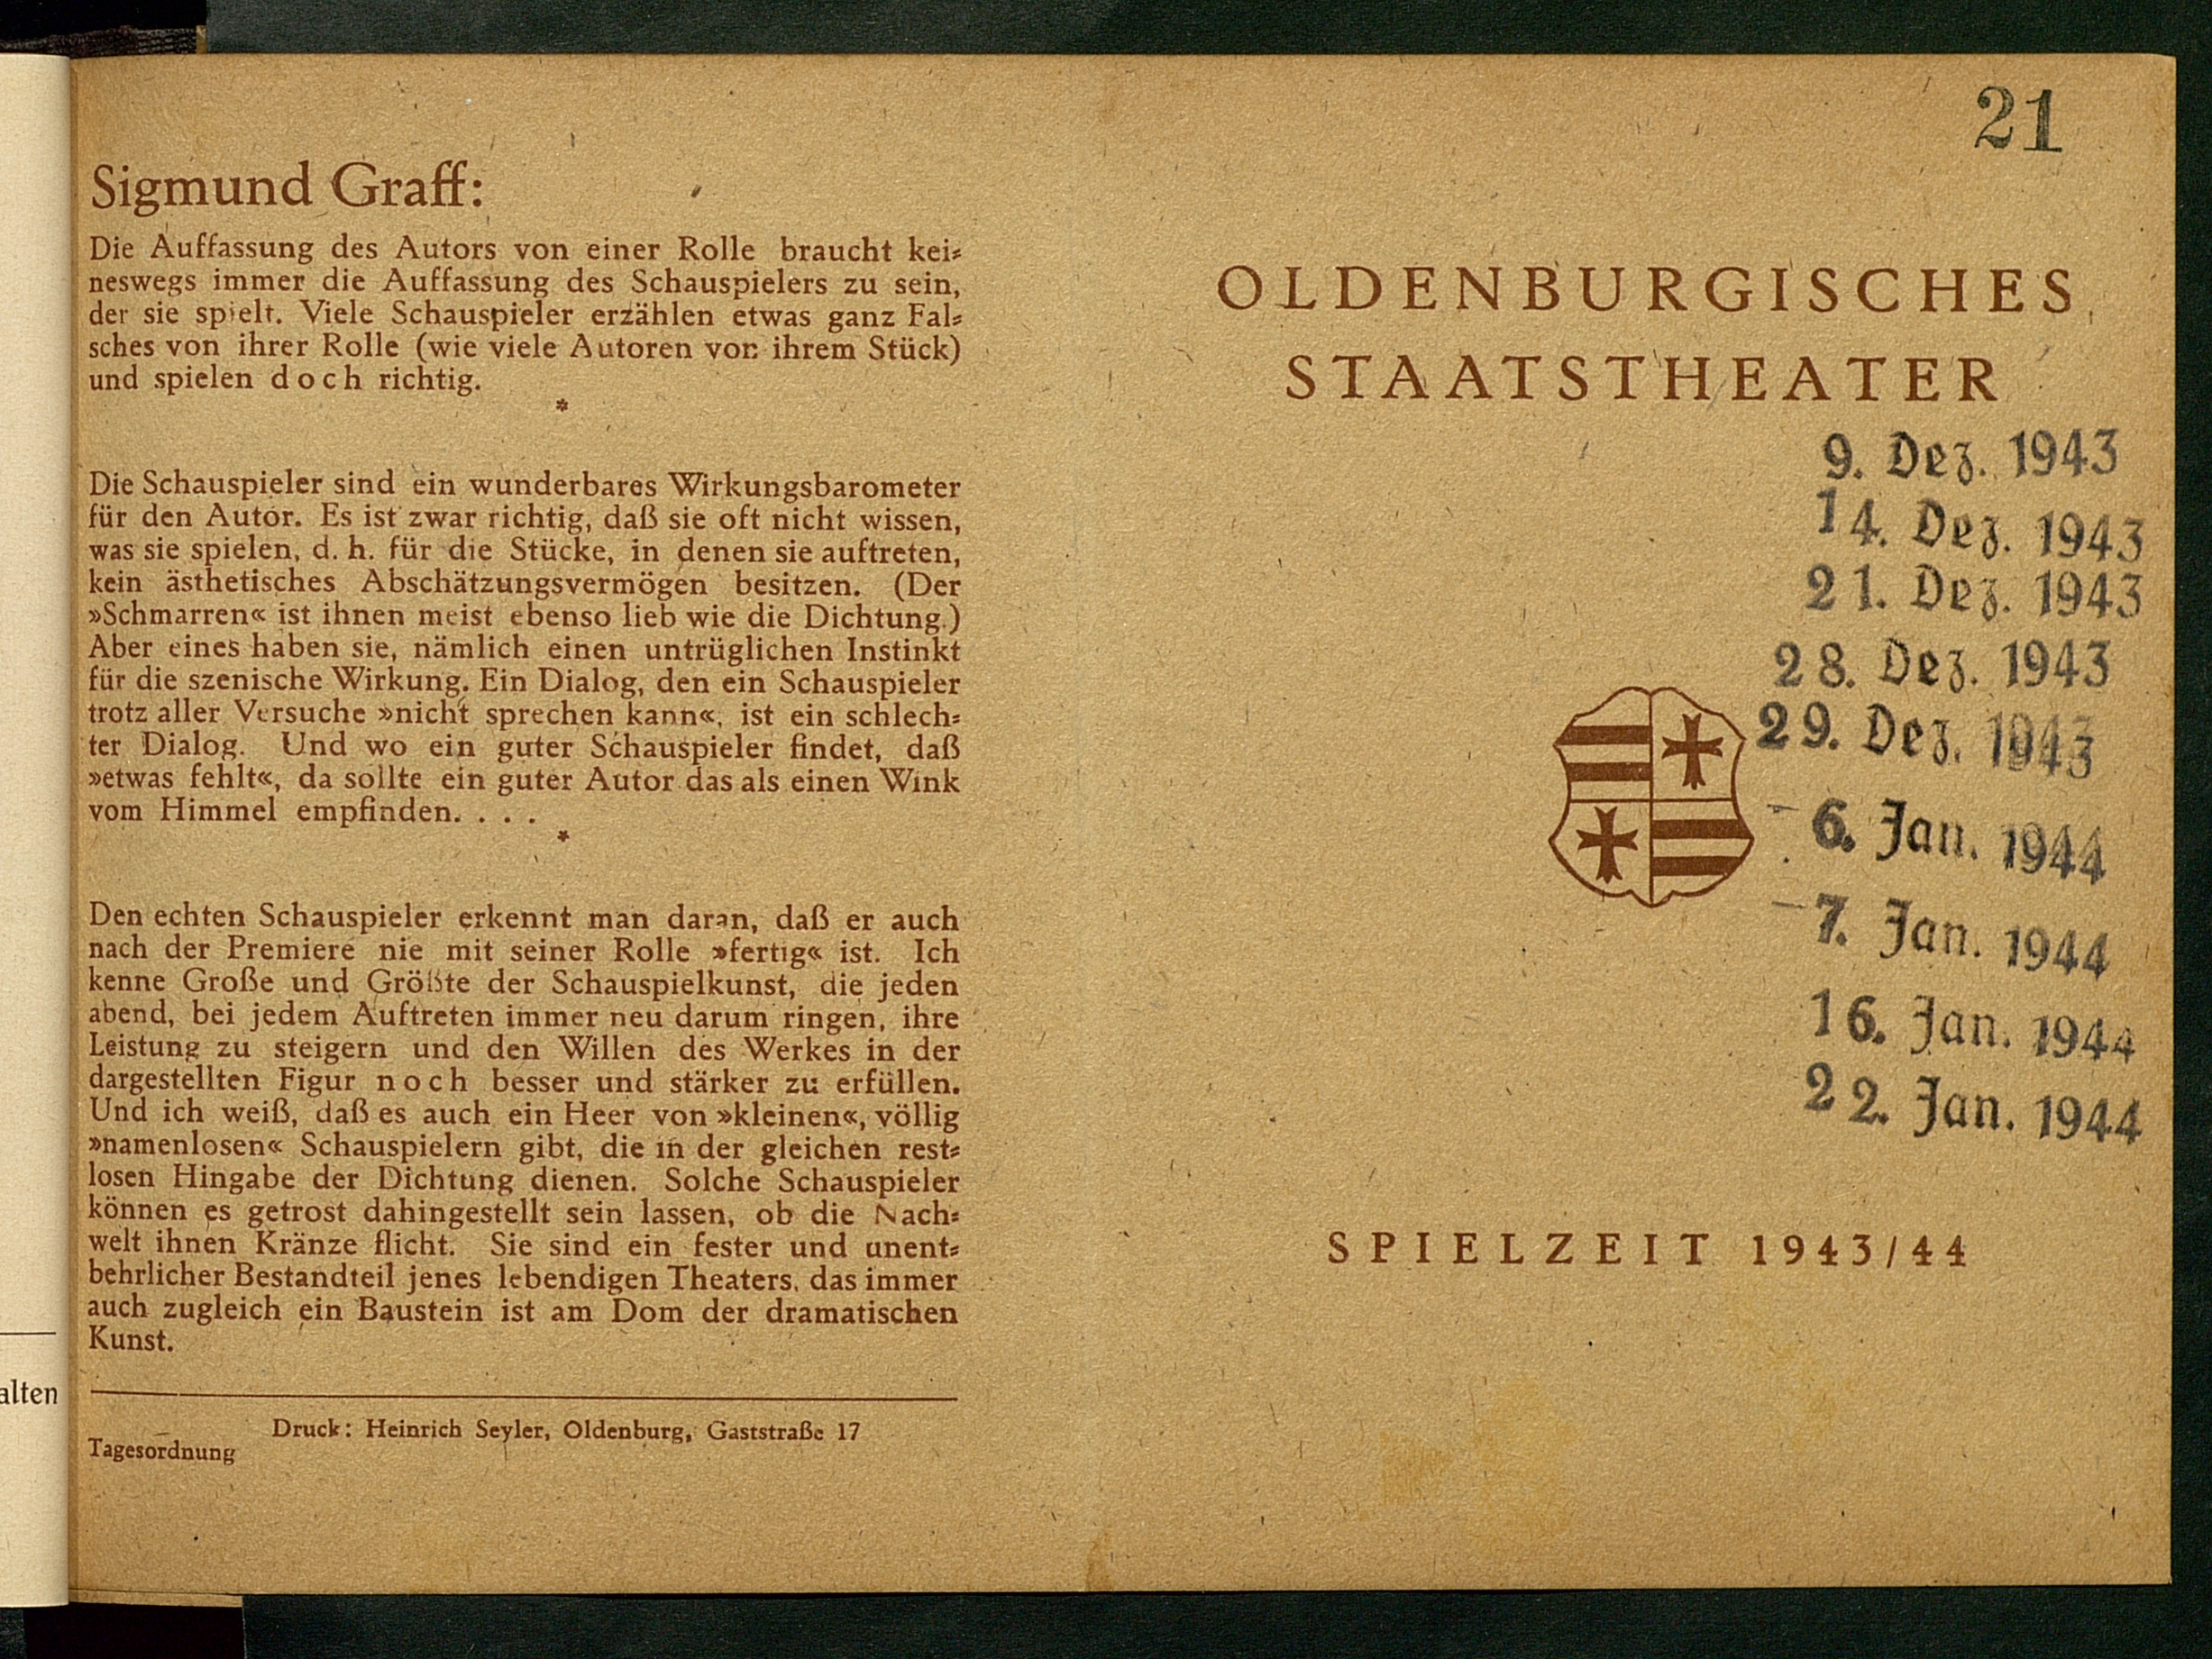 Sigmund Graff:
Die Auffassung des Autors von einer Rolle braucht kei-
neswegs immer die Auffassung des Schauspielers zu sein,
der sie spielt. Viele Schauspieler erzählen etwas ganz Fal-
sches von ihrer Rolle (wie viele Autoren von ihrem Stück)
und spielen doch richtig.
*
Die Schauspieler sind ein wunderbares Wirkungsbarometer
für den Autor. Es ist zwar richtig, daß sie oft nicht wissen,
was sie spielen, d. h. für die Stücke, in denen sie auftreten,
kein ästhetisches Abschätzungsvermögen besitzen. (Der
»Schmarren« ist ihnen meist ebenso lieb wie die Dichtung.)
Aber eines haben sie, nämlich einen untrüglichen Instinkt
für die szenische Wirkung. Ein Dialog, den ein Schauspieler
trotz aller Versuche »nicht sprechen kann«, ist ein schlech-
ter Dialog. Und wo ein guter Schauspieler findet, daß
»etwas fehlt«, da sollte ein guter Autor das als einen Wink
vom Himmel empfinden. . . .
*
Den echten Schauspieler erkennt man daran, daß er auch
nach der Premiere nie mit seiner Rolle »fertig« ist. Ich
kenne Große und Größte der Schauspielkunst, die jeden
abend, bei jedem Auftreten immer neu darum ringen, ihre
Leistung zu steigern und den Willen des Werkes in der
dargestellten Figur noch besser und stärker zu erfüllen.
Und ich weiß, daß es auch ein Heer von »kleinen«, völlig
»namenlosen« Schauspielern gibt, die in der gleichen rest-
losen Hingabe der Dichtung dienen. Solche Schauspieler
können es getrost dahingestellt sein lassen, ob die Nach-
welt ihnen Kränze flicht. Sie sind ein fester und unent-
behrlicher Bestandteil jenes lebendigen Theaters, das immer
auch zugleich ein Baustein ist am Dom der dramatischen
Kunst.
Druck: Heinrich Seyler, Oldenburg, Gaststraße 17
Tagesordnung
alten
21
OLDENBURGISCHES
STAATSTHEATER
9. Dez. 1943
14. Dez. 1943
21. Dez. 1943
28. Dez. 1943
29. Dez. 1943
- 6. Jan. 1944
- 7. Jan. 1944
16. Jan. 1944
22. Jan. 1944
SPIELZEIT 1943/44